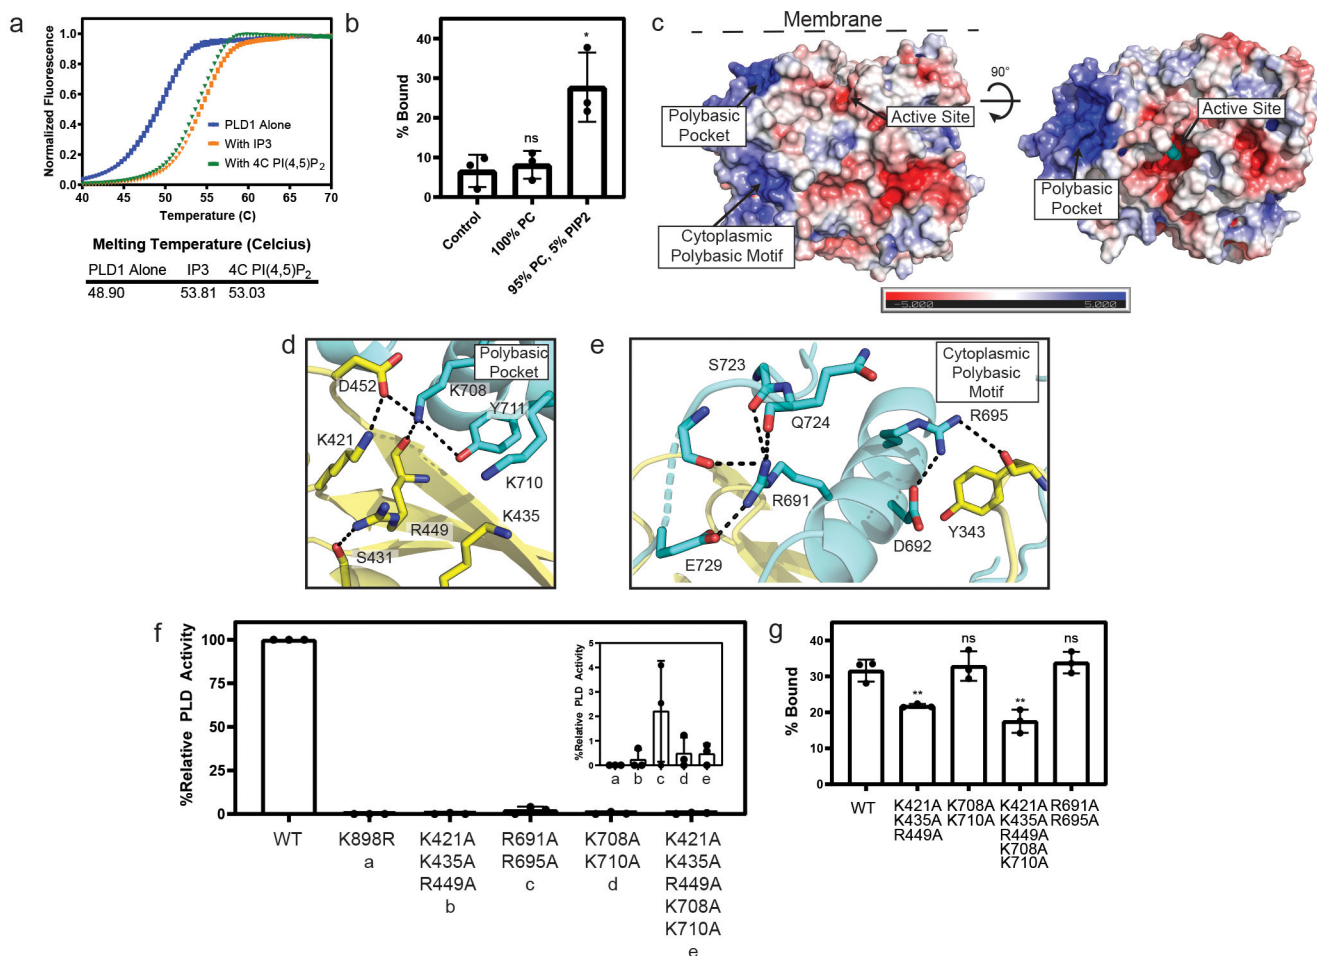 a
1.0
0.8
0.6
0.4
0.2
0.0
Normalized Fluorescence
PLD1 Alone
With IP3
With 4C PI(4,5)P2
40 45 50 55 60 65 70
Temperature (C)
Melting Temperature (Celcius)
PLD1 Alone IP3 4C PI(4,5)P2
48.90 53.81 53.03
b
% Bound
40
30
20
10
0
ns
*
Control
100% PC
95% PC, 5% PIP2
c
Membrane
Polybasic
Pocket
Active Site
Cytoplasmic
Polybasic Motif
90°
Active Site
Polybasic
Pocket
-5.000 5.000
d
Polybasic
Pocket
D452
K708
Y711
K421
K710
K435
R449
S431
e
Cytoplasmic
Polybasic
Motif
S723
Q724
R695
R691
D692
Y343
E729
f
%Relative PLD Activity
100
75
50
25
0
WT
K898R
a
K421A
K435A
R449A
b
R691A
R695A
c
K708A
K710A
d
K421A
K435A
R449A
K708A
K710A
e
%Relative PLD Activity
5
4
3
2
1
0
a b c d e
g
% Bound
40
30
20
10
0
**
ns
**
ns
WT
K421A
K435A
R449A
K708A
K710A
K421A
K435A
R449A
K708A
K710A
R691A
R695A